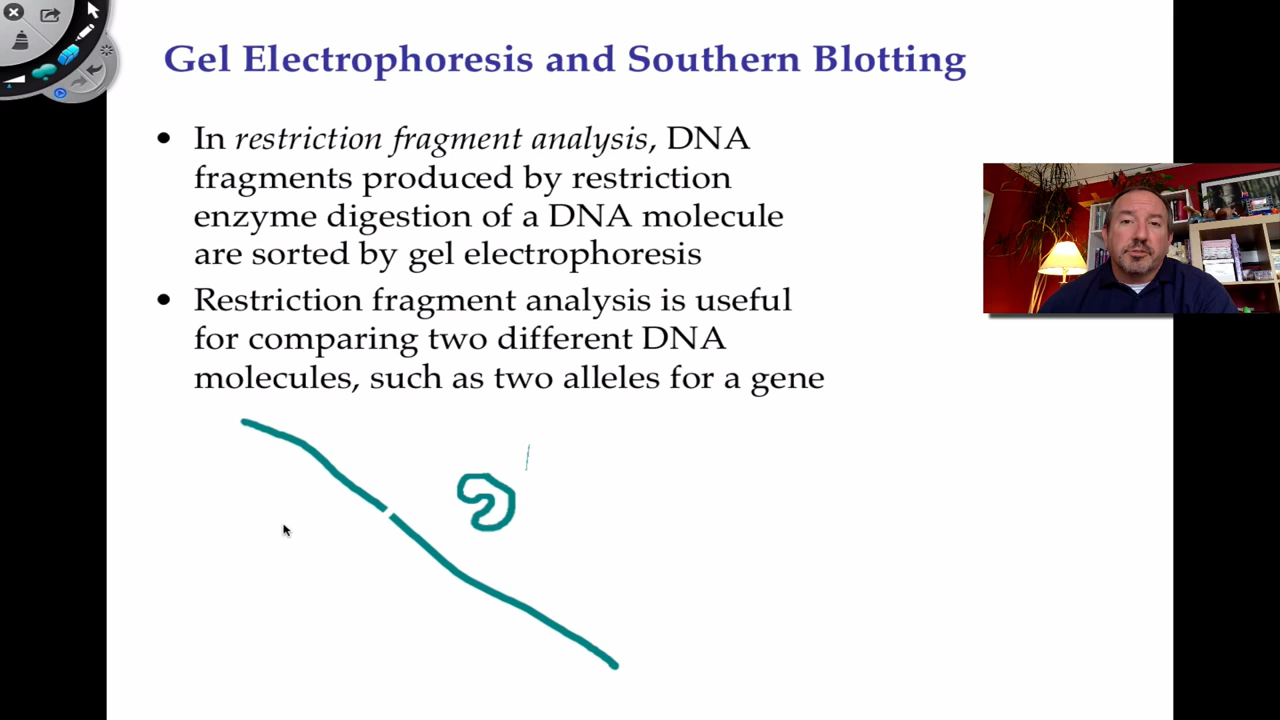 Gel Electrophoresis and Southern Blotting
• In restriction fragment analysis, DNA
fragments produced by restriction
enzyme digestion of a DNA molecule
are sorted by gel electrophoresis
• Restriction fragment analysis is useful
for comparing two different DNA
molecules, such as two alleles for a gene